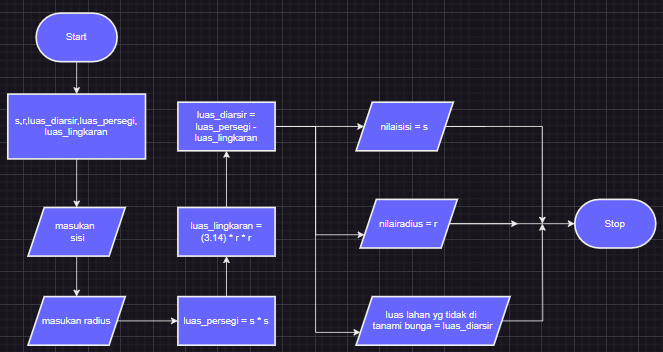 Start
s,r,luas_diarsir,luas_persegi,
luas_lingkaran
masukan
sisi
masukan radius
luas_persegi = s * s
luas_lingkaran =
(3.14) * r * r
luas_diarsir =
luas_persegi -
luas_lingkaran
nilaisisi = s
nilairadius = r
luas lahan yg tidak di
tanami bunga = luas_diarsir
Stop